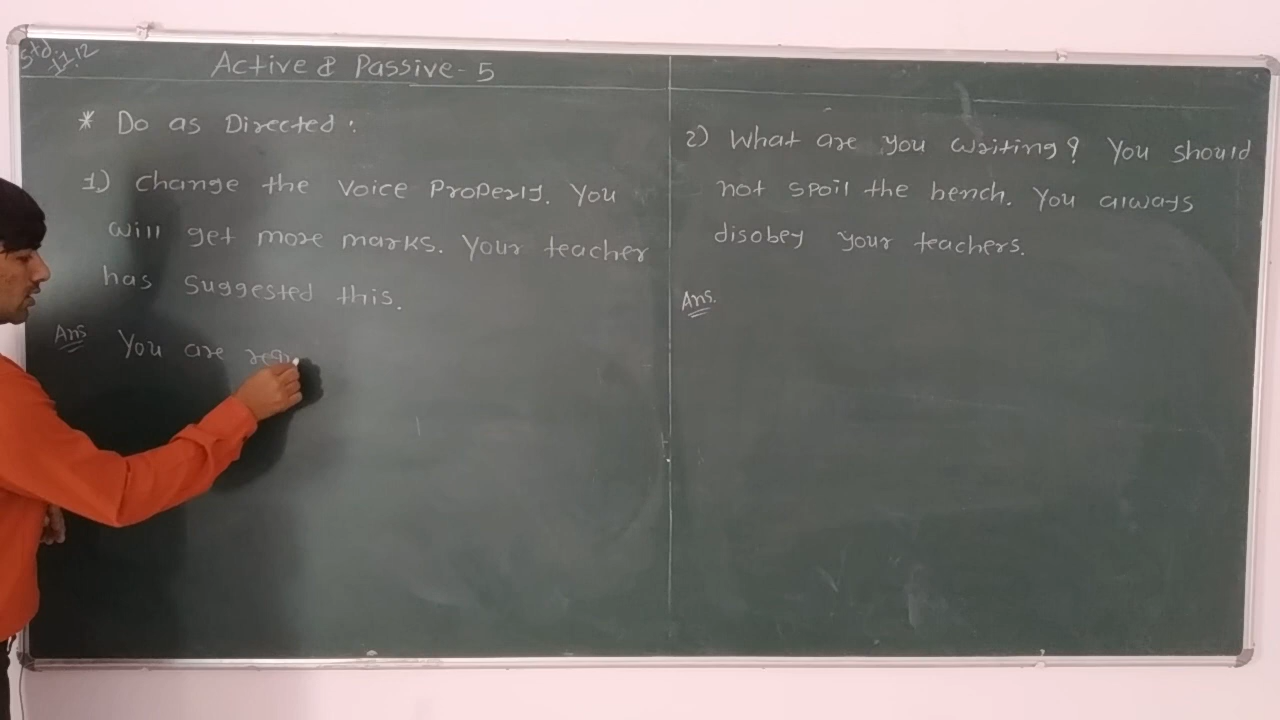 Std. 11.12
Active & Passive - 5
* Do as Directed :
1) Change the Voice Properly. You
will get more marks. Your teacher
has suggested this.
Ans You are requ
2) What are you writing? You should
not spoil the bench. You always
disobey your teachers.
Ans.